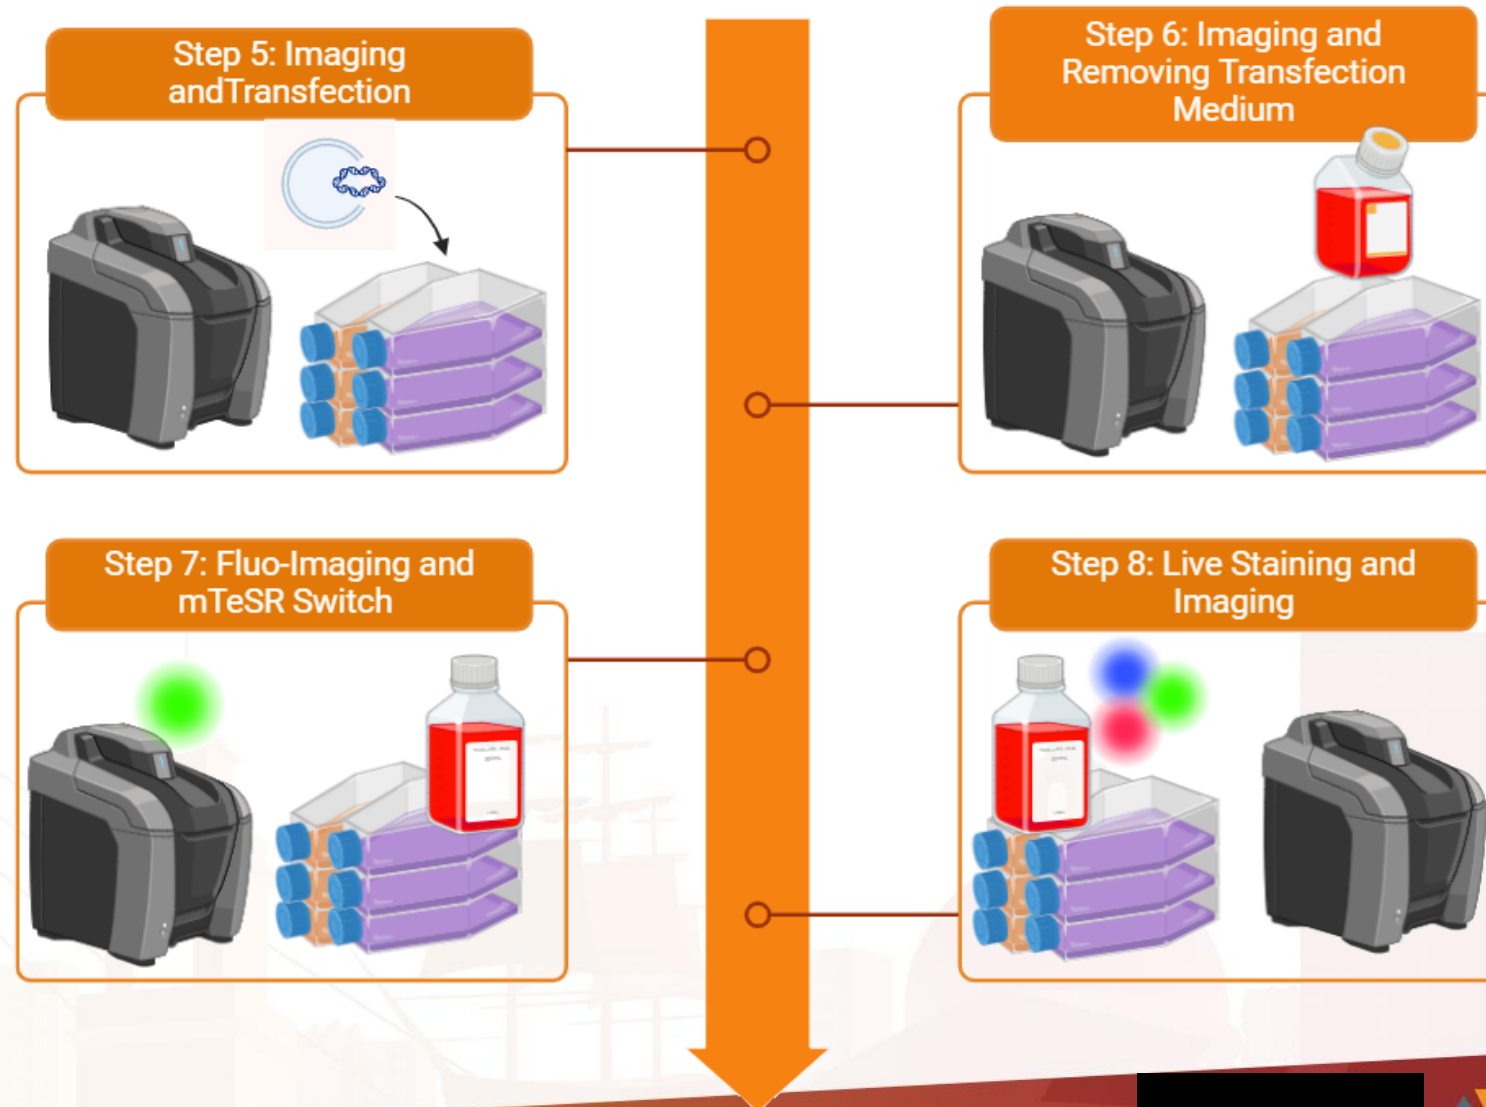 Step 5: Imaging
andTransfection
Step 6: Imaging and
Removing Transfection
Medium
Step 7: Fluo-Imaging and
mTeSR Switch
Step 8: Live Staining and
Imaging